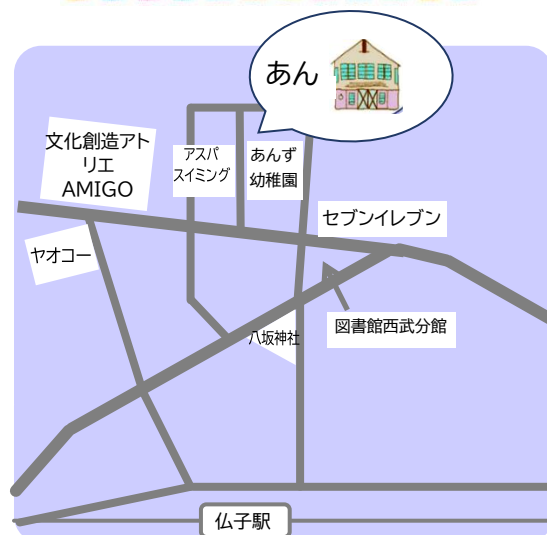 あん
文化創造アト
リエ
AMIGO
アスパ
スイミング
あんず
幼稚園
セブンイレブン
ヤオコー
図書館西武分館
八坂神社
仏子駅